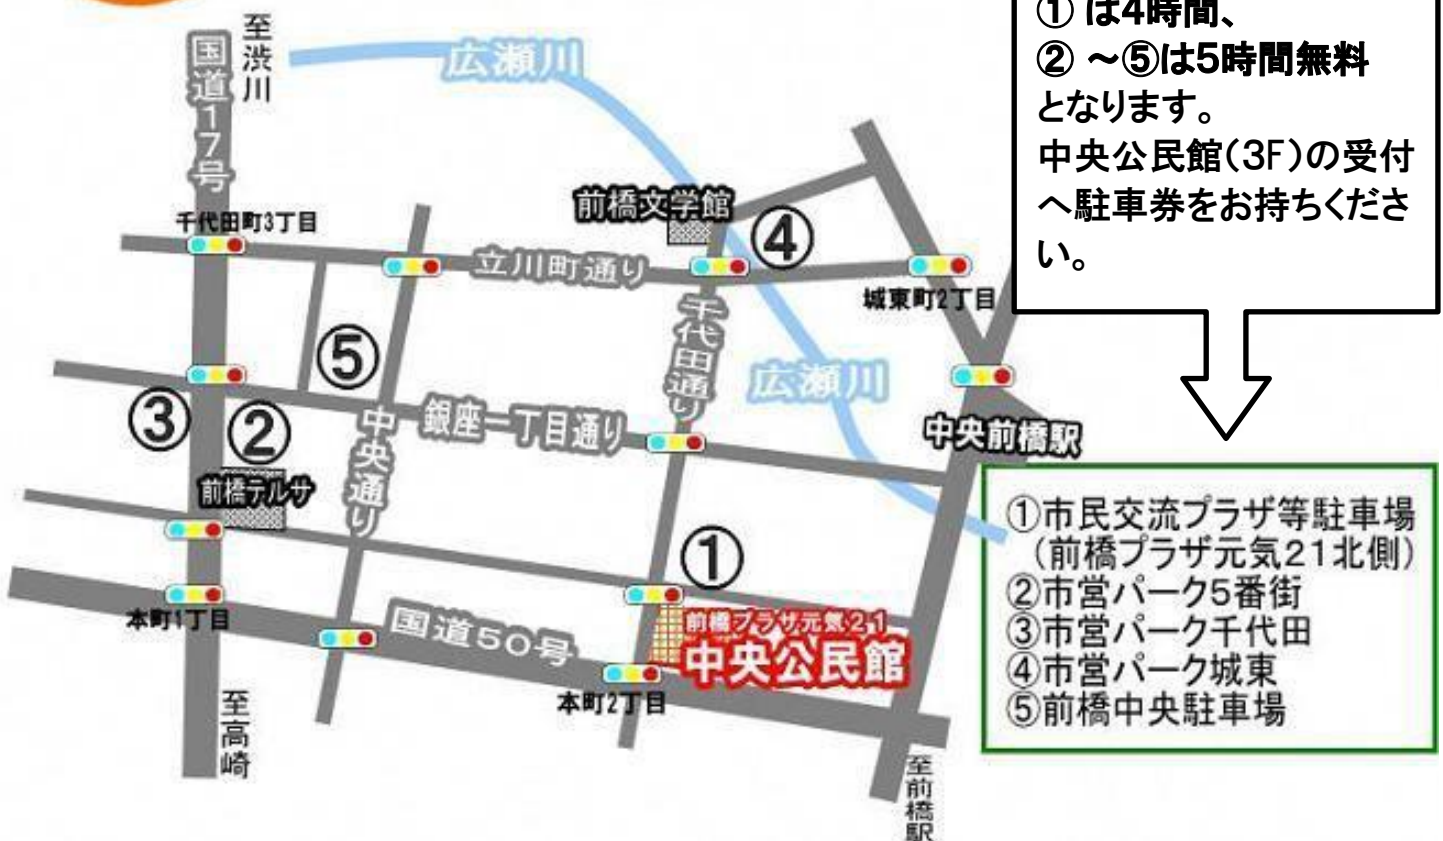 至渋川
国道17号
広瀬川
① は4時間、
② ～⑤は5時間無料
となります。
中央公民館(3F)の受付
へ駐車券をお持ちくださ
い。
前橋文学館
千代田町3丁目
④
立川町通り
城東町2丁目
千代田通り
⑤
広瀬川
③
②
中央通り
銀座一丁目通り
中央前橋駅
前橋テルサ
①
①市民交流プラザ等駐車場
(前橋プラザ元気21北側)
②市営パーク5番街
③市営パーク千代田
④市営パーク城東
⑤前橋中央駐車場
本町1丁目
国道50号
前橋プラザ元気21
中央公民館
本町2丁目
至高崎
至前橋駅